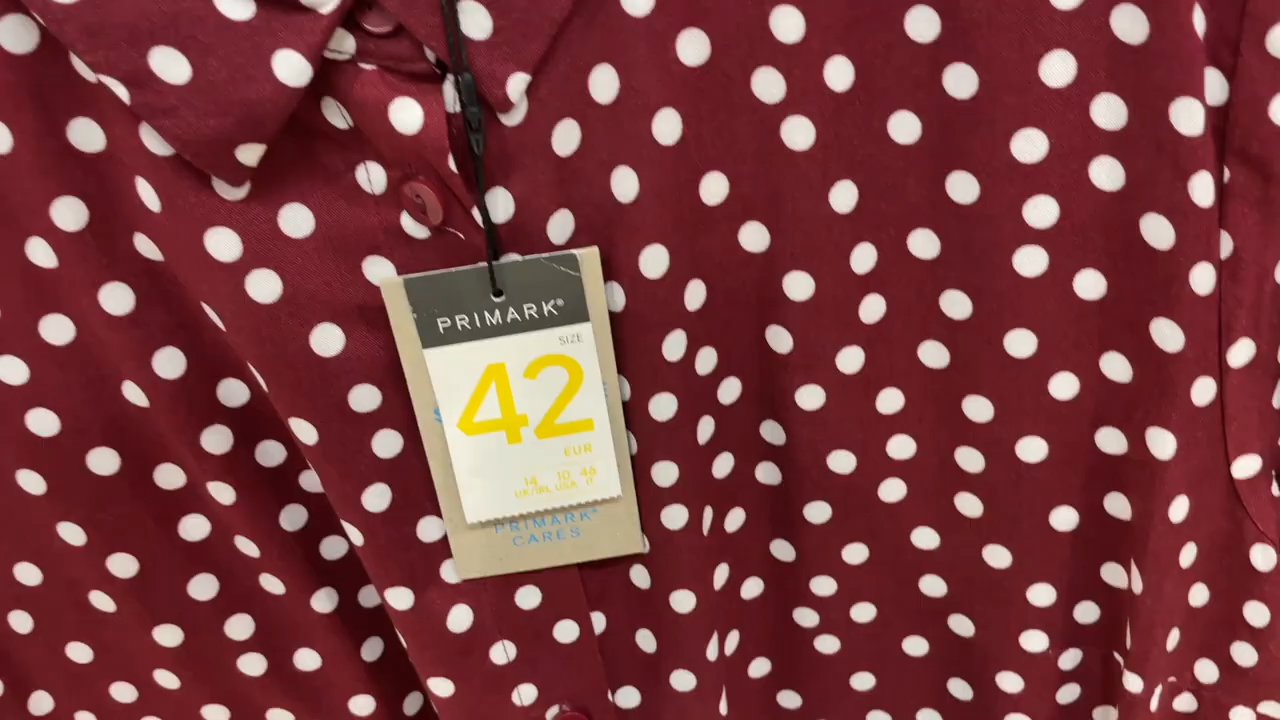 PRIMARK®
SIZE
42
EUR
14 10 46
UK/IRL USA IT
PRIMARK®
CARES